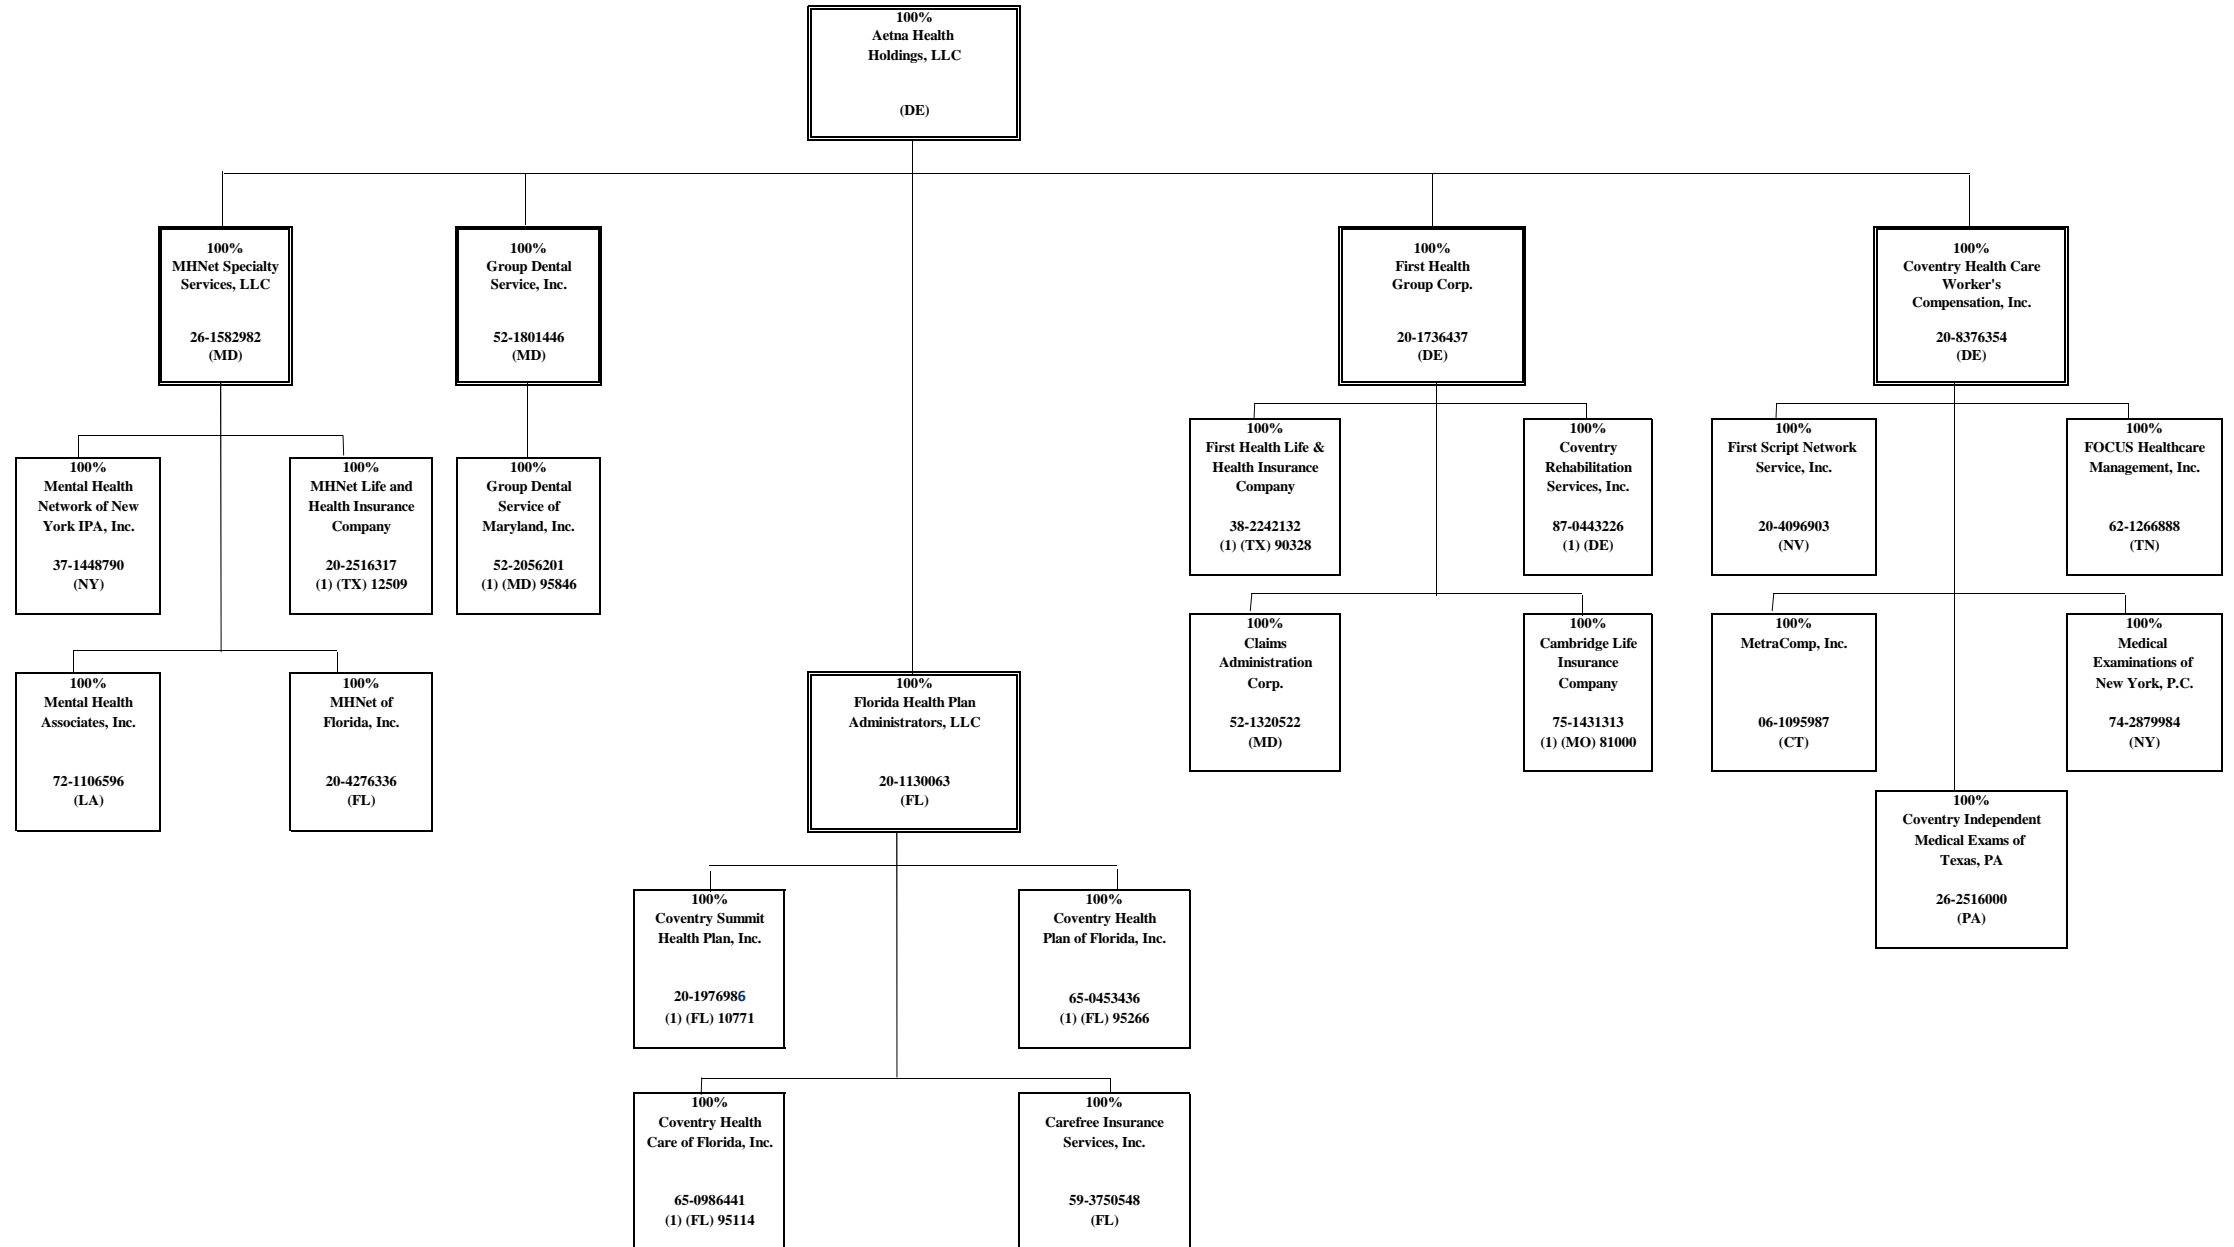 100%
Aetna Health
Holdings, LLC
(DE)
100%
MHNet Specialty
Services, LLC
26-1582982
(MD)
100%
Group Dental
Service, Inc.
52-1801446
(MD)
100%
First Health
Group Corp.
20-1736437
(DE)
100%
Coventry Health Care
Worker's
Compensation, Inc.
20-8376354
(DE)
100%
Mental Health
Network of New
York IPA, Inc.
37-1448790
(NY)
100%
MHNet Life and
Health Insurance
Company
20-2516317
(1) (TX) 12509
100%
Group Dental
Service of
Maryland, Inc.
52-2056201
(1) (MD) 95846
100%
First Health Life &
Health Insurance
Company
38-2242132
(1) (TX) 90328
100%
Coventry
Rehabilitation
Services, Inc.
87-0443226
(1) (DE)
100%
First Script Network
Service, Inc.
20-4096903
(NV)
100%
FOCUS Healthcare
Management, Inc.
62-1266888
(TN)
100%
Mental Health
Associates, Inc.
72-1106596
(LA)
100%
MHNet of
Florida, Inc.
20-4276336
(FL)
100%
Florida Health Plan
Administrators, LLC
20-1130063
(FL)
100%
Claims
Administration
Corp.
52-1320522
(MD)
100%
Cambridge Life
Insurance
Company
75-1431313
(1) (MO) 81000
100%
MetraComp, Inc.
06-1095987
(CT)
100%
Medical
Examinations of
New York, P.C.
74-2879984
(NY)
100%
Coventry Independent
Medical Exams of
Texas, PA
26-2516000
(PA)
100%
Coventry Summit
Health Plan, Inc.
20-1976986
(1) (FL) 10771
100%
Coventry Health
Plan of Florida, Inc.
65-0453436
(1) (FL) 95266
100%
Coventry Health
Care of Florida, Inc.
65-0986441
(1) (FL) 95114
100%
Carefree Insurance
Services, Inc.
59-3750548
(FL)